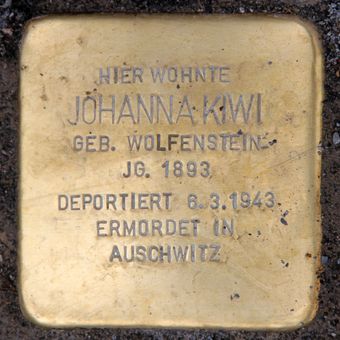 HIER WOHNTE
JOHANNA KIWI
GEB. WOLFENSTEIN
JG. 1893
DEPORTIERT 6.3.1943
ERMORDET IN
AUSCHWITZ